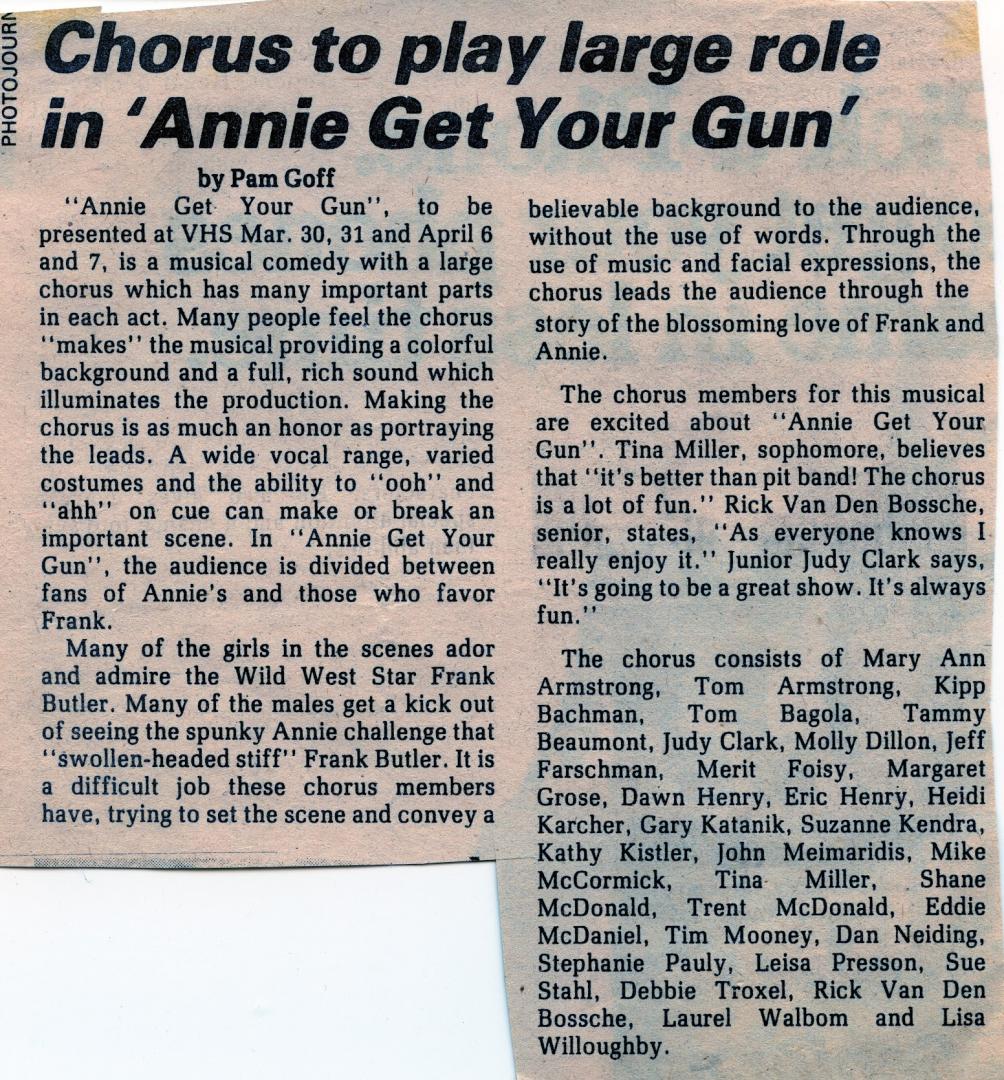 PHOTOJOURN
Chorus to play large role
in 'Annie Get Your Gun'
by Pam Goff
"Annie Get Your Gun", to be
presented at VHS Mar. 30, 31 and April 6
and 7, is a musical comedy with a large
chorus which has many important parts
in each act. Many people feel the chorus
"makes" the musical providing a colorful
background and a full, rich sound which
illuminates the production. Making the
chorus is as much an honor as portraying
the leads. A wide vocal range, varied
costumes and the ability to "ooh" and
"ahh" on cue can make or break an
important scene. In "Annie Get Your
Gun", the audience is divided between
fans of Annie's and those who favor
Frank.
Many of the girls in the scenes ador
and admire the Wild West Star Frank
Butler. Many of the males get a kick out
of seeing the spunky Annie challenge that
"swollen-headed stiff" Frank Butler. It is
a difficult job these chorus members
have, trying to set the scene and convey a
believable background to the audience,
without the use of words. Through the
use of music and facial expressions, the
chorus leads the audience through the
story of the blossoming love of Frank and
Annie.
The chorus members for this musical
are excited about "Annie Get Your
Gun". Tina Miller, sophomore, believes
that "it's better than pit band! The chorus
is a lot of fun." Rick Van Den Bossche,
senior, states, "As everyone knows I
really enjoy it." Junior Judy Clark says,
"It's going to be a great show. It's always
fun."
The chorus consists of Mary Ann
Armstrong, Tom Armstrong, Kipp
Bachman, Tom Bagola, Tammy
Beaumont, Judy Clark, Molly Dillon, Jeff
Farschman, Merit Foisy, Margaret
Grose, Dawn Henry, Eric Henry, Heidi
Karcher, Gary Katanik, Suzanne Kendra,
Kathy Kistler, John Meimaridis, Mike
McCormick, Tina Miller, Shane
McDonald, Trent McDonald, Eddie
McDaniel, Tim Mooney, Dan Neiding,
Stephanie Pauly, Leisa Presson, Sue
Stahl, Debbie Troxel, Rick Van Den
Bossche, Laurel Walbom and Lisa
Willoughby.